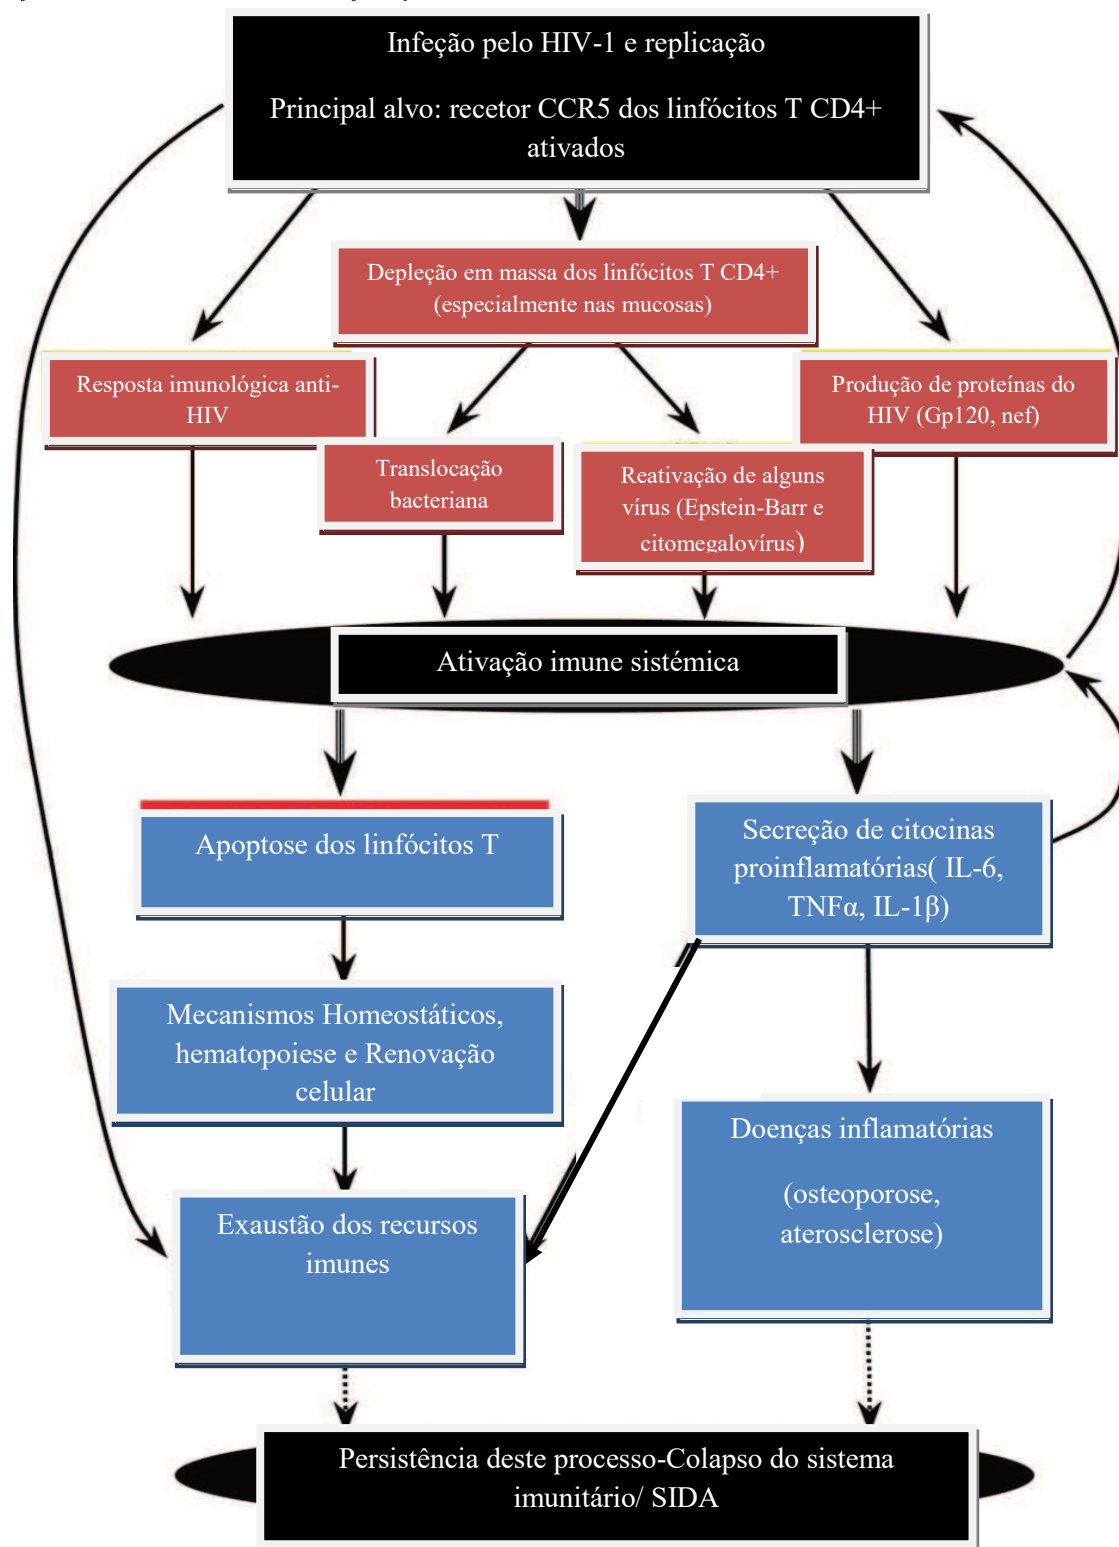 Infeção pelo HIV-1 e replicação
Principal alvo: recetor CCR5 dos linfócitos T CD4+
ativados
Depleção em massa dos linfócitos T CD4+
(especialmente nas mucosas)
Resposta imunológica anti-
HIV
Produção de proteínas do
HIV (Gp120, nef)
Translocação
bacteriana
Reativação de alguns
vírus (Epstein-Barr e
citomegalovírus)
Ativação imune sistémica
Apoptose dos linfócitos T
Secreção de citocinas
proinflamatórias( IL-6,
TNFα, IL-1β)
Mecanismos Homeostáticos,
hematopoiese e Renovação
celular
Doenças inflamatórias
(osteoporose,
aterosclerose)
Exaustão dos recursos
imunes
Persistência deste processo-Colapso do sistema
imunitário/ SIDA